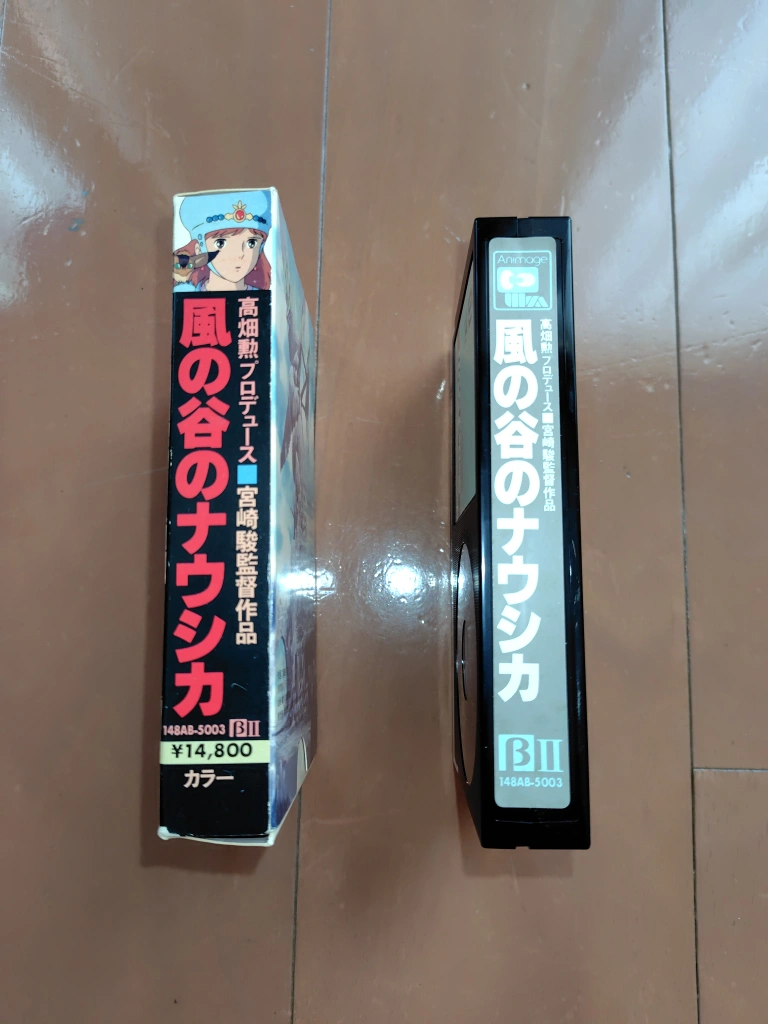 高畑勲プロデュース■宮崎駿監督作品
風の谷のナウシカ
148AB-5003 βII
¥14,800
カラー
Animage
高畑勲プロデュース■宮崎駿監督作品
風の谷のナウシカ
βII
148AB-5003